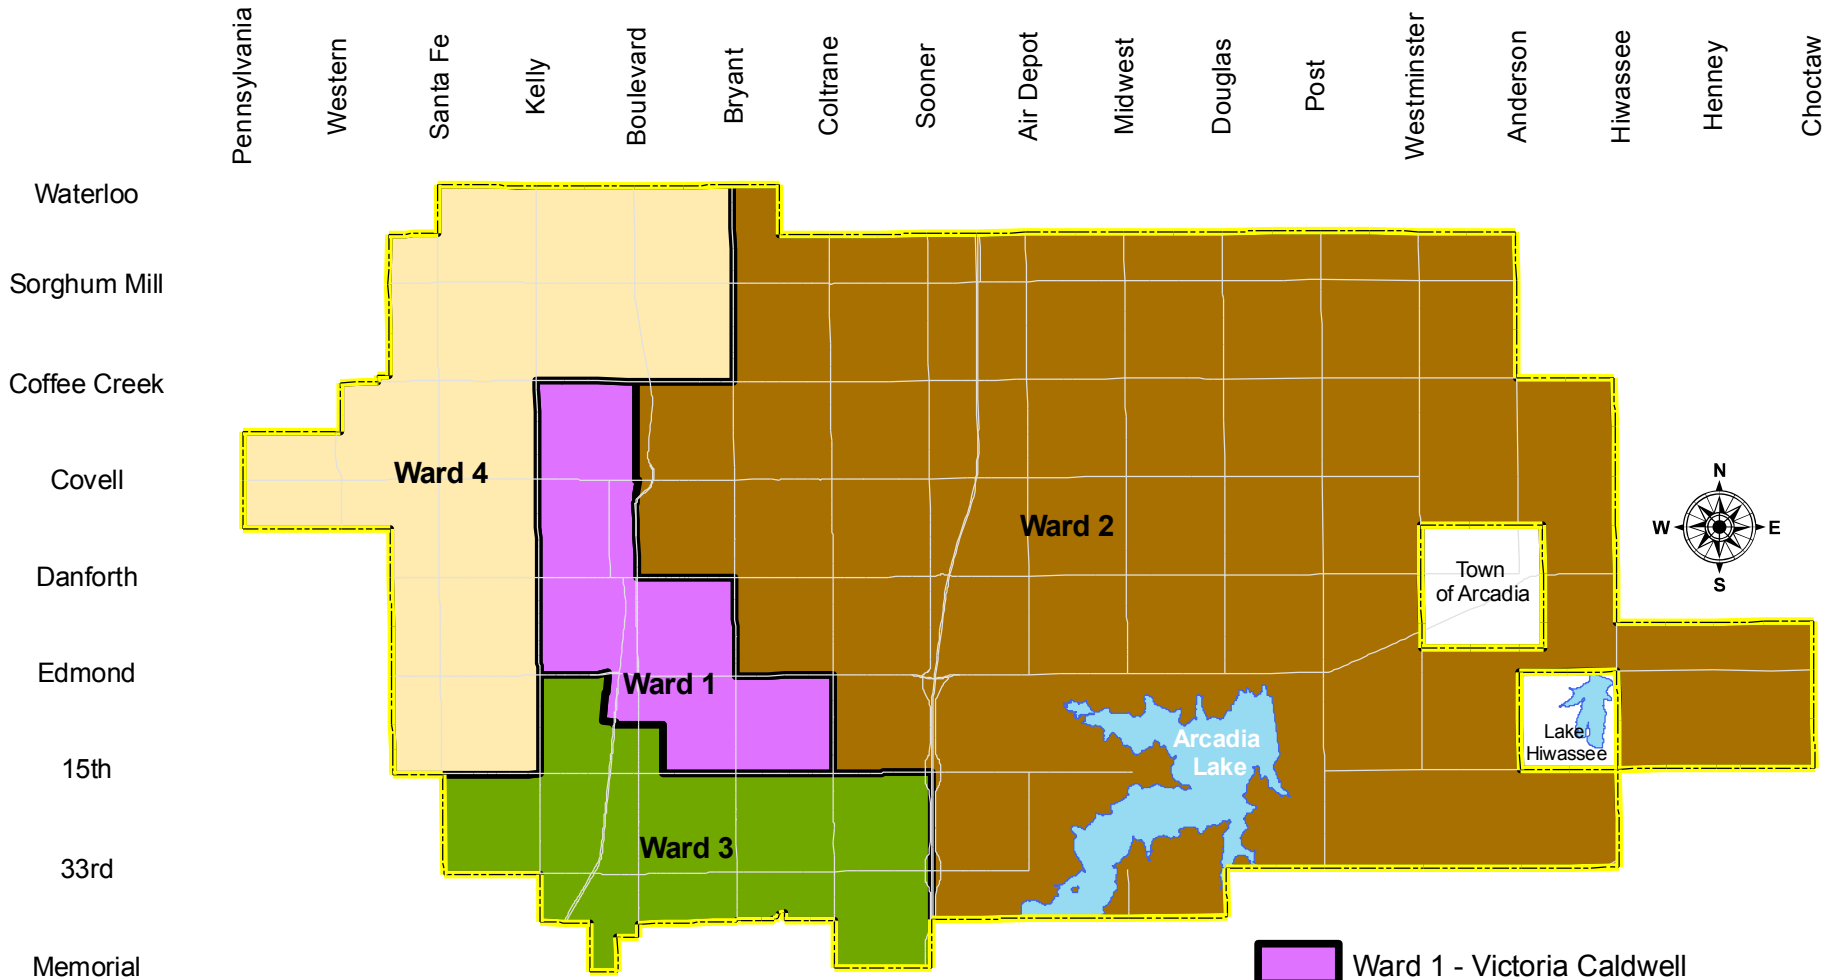 Pennsylvania
Western
Santa Fe
Kelly
Boulevard
Bryant
Coltrane
Sooner
Air Depot
Midwest
Douglas
Post
Westminster
Anderson
Hiwassee
Henney
Choctaw
Waterloo
Sorghum Mill
Coffee Creek
Covell
Danforth
Edmond
15th
33rd
Memorial
Ward 4
Ward 2
Ward 1
Ward 3
Town
of Arcadia
Arcadia
Lake
Lake
Hiwassee
N
W
E
S
Ward 1 - Victoria Caldwell